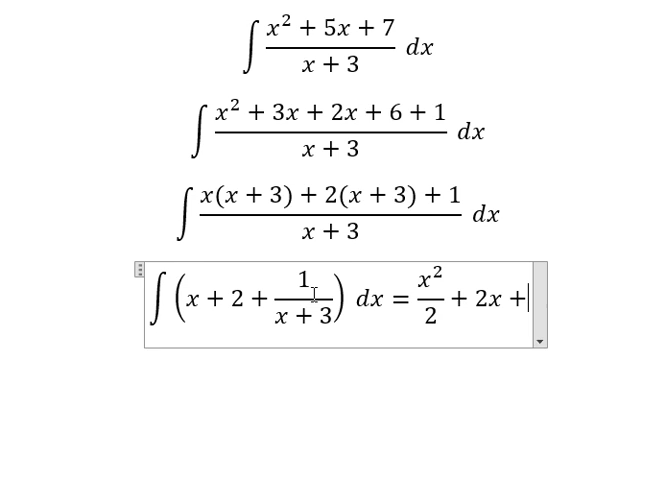 ∫ (x² + 5x + 7)/(x + 3) dx
∫ (x² + 3x + 2x + 6 + 1)/(x + 3) dx
∫ (x(x + 3) + 2(x + 3) + 1)/(x + 3) dx
∫ (x + 2 + 1/(x + 3)) dx = x²/2 + 2x +